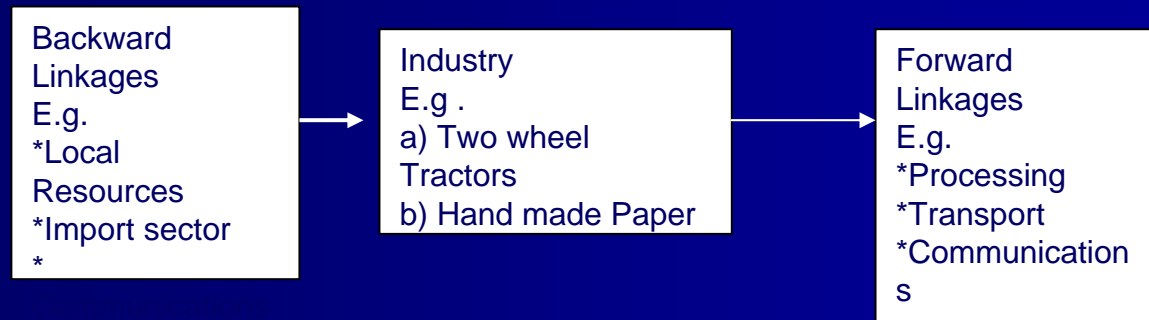 Backward
Linkages
E.g.
*Local
Resources
*Import sector
*
Industry
E.g .
a) Two wheel
Tractors
b) Hand made Paper
Forward
Linkages
E.g.
*Processing
*Transport
*Communication
s